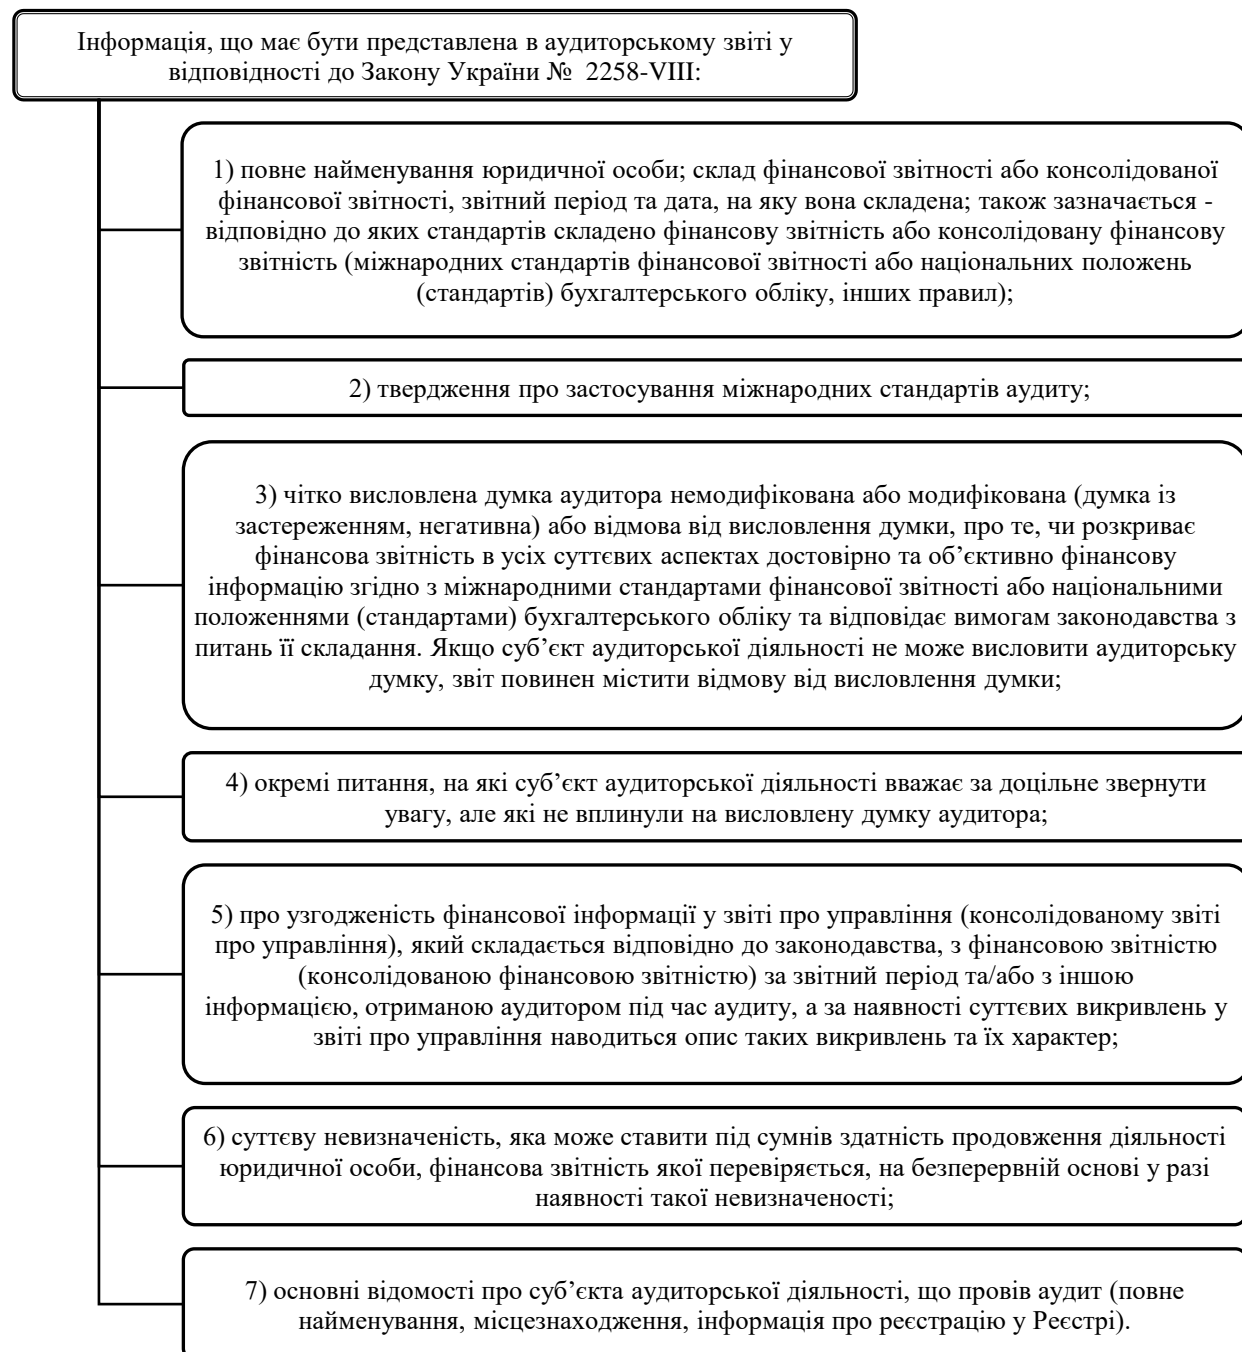 Інформація, що має бути представлена в аудиторському звіті у
відповідності до Закону України № 2258-VIII:
1) повне найменування юридичної особи; склад фінансової звітності або консолідованої
фінансової звітності, звітний період та дата, на яку вона складена; також зазначається -
відповідно до яких стандартів складено фінансову звітність або консолідовану фінансову
звітність (міжнародних стандартів фінансової звітності або національних положень
(стандартів) бухгалтерського обліку, інших правил);
2) твердження про застосування міжнародних стандартів аудиту;
3) чітко висловлена думка аудитора немодифікована або модифікована (думка із
застереженням, негативна) або відмова від висловлення думки, про те, чи розкриває
фінансова звітність в усіх суттєвих аспектах достовірно та об’єктивно фінансову
інформацію згідно з міжнародними стандартами фінансової звітності або національними
положеннями (стандартами) бухгалтерського обліку та відповідає вимогам законодавства з
питань її складання. Якщо суб’єкт аудиторської діяльності не може висловити аудиторську
думку, звіт повинен містити відмову від висловлення думки;
4) окремі питання, на які суб’єкт аудиторської діяльності вважає за доцільне звернути
увагу, але які не вплинули на висловлену думку аудитора;
5) про узгодженість фінансової інформації у звіті про управління (консолідованому звіті
про управління), який складається відповідно до законодавства, з фінансовою звітністю
(консолідованою фінансовою звітністю) за звітний період та/або з іншою
інформацією, отриманою аудитором під час аудиту, а за наявності суттєвих викривлень у
звіті про управління наводиться опис таких викривлень та їх характер;
6) суттєву невизначеність, яка може ставити під сумнів здатність продовження діяльності
юридичної особи, фінансова звітність якої перевіряється, на безперервній основі у разі
наявності такої невизначеності;
7) основні відомості про суб’єкта аудиторської діяльності, що провів аудит (повне
найменування, місцезнаходження, інформація про реєстрацію у Реєстрі).